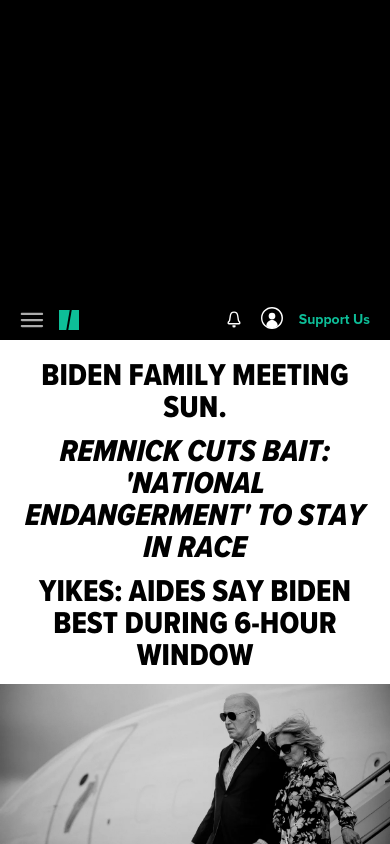 Support Us
BIDEN FAMILY MEETING
SUN.
REMNICK CUTS BAIT:
'NATIONAL
ENDANGERMENT' TO STAY
IN RACE
YIKES: AIDES SAY BIDEN
BEST DURING 6-HOUR
WINDOW